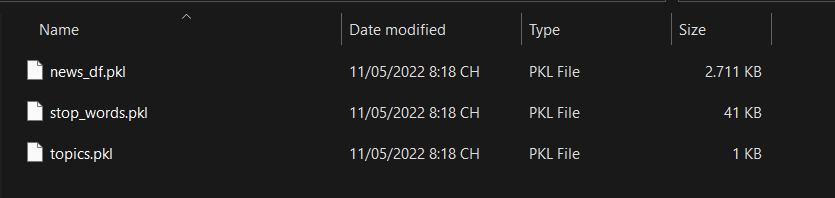 Name Date modified Type Size
news_df.pkl 11/05/2022 8:18 CH PKL File 2.711 KB
stop_words.pkl 11/05/2022 8:18 CH PKL File 41 KB
topics.pkl 11/05/2022 8:18 CH PKL File 1 KB